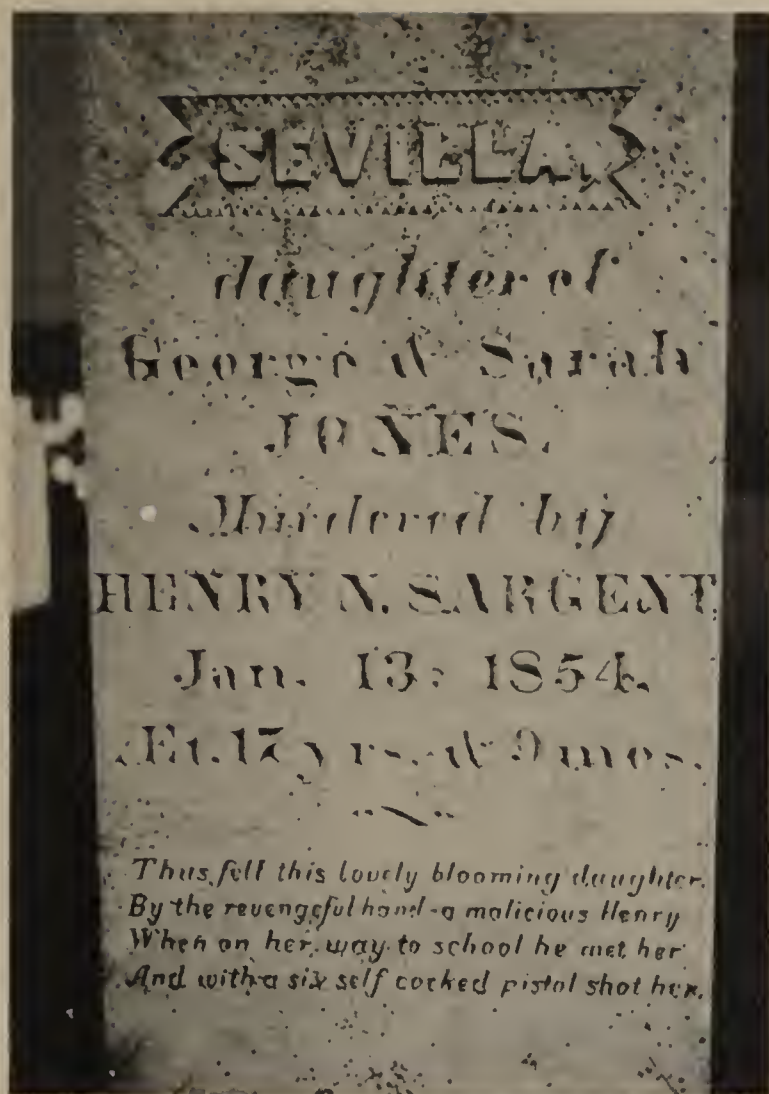 SEVILLA,
daughter of
George & Sarah
JONES.
Murdered by
HENRY N. SARGENT.
Jan. 13: 1854.
Æt. 17 yrs. & 9 mos.
Thus fell this lovely blooming daughter.
By the revengeful hand - a malicious Henry
When on her way to school he met her
And with a six self cocked pistol shot her.